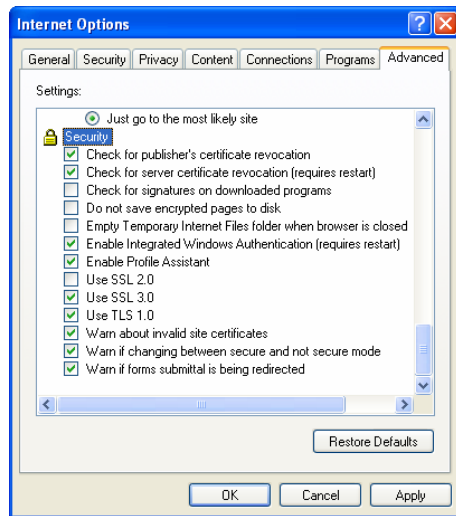 Internet Options
General Security Privacy Content Connections Programs Advanced
Settings:
Just go to the most likely site
Security
Check for publisher's certificate revocation
Check for server certificate revocation (requires restart)
Check for signatures on downloaded programs
Do not save encrypted pages to disk
Empty Temporary Internet Files folder when browser is closed
Enable Integrated Windows Authentication (requires restart)
Enable Profile Assistant
Use SSL 2.0
Use SSL 3.0
Use TLS 1.0
Warn about invalid site certificates
Warn if changing between secure and not secure mode
Warn if forms submittal is being redirected
Restore Defaults
OK Cancel Apply